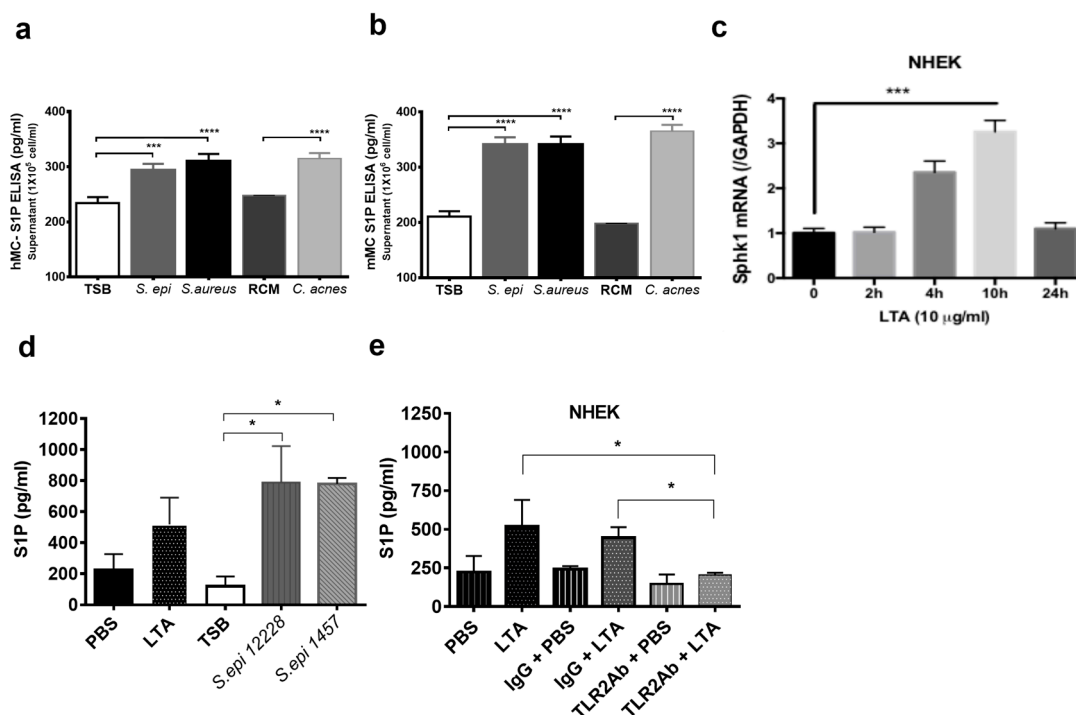 a
hMC- S1P ELISA (pg/ml)
Supernatant (1X10⁶ cell/ml)
400
300
200
100
***
****
****
TSB
S. epi
S.aureus
RCM
C. acnes
b
mMC S1P ELISA (pg/ml)
Supernatant (1X10⁶ cell/ml)
400
300
200
100
****
****
****
TSB
S. epi
S.aureus
RCM
C. acnes
c
NHEK
Sphk1 mRNA (/GAPDH)
4
3
2
1
0
***
0
2h
4h
10h
24h
LTA (10 μg/ml)
d
S1P (pg/ml)
1200
1000
800
600
400
200
0
*
*
PBS
LTA
TSB
S.epi 12228
S.epi 1457
e
NHEK
S1P (pg/ml)
1250
1000
750
500
250
0
*
*
PBS
LTA
IgG + PBS
IgG + LTA
TLR2Ab + PBS
TLR2Ab + LTA